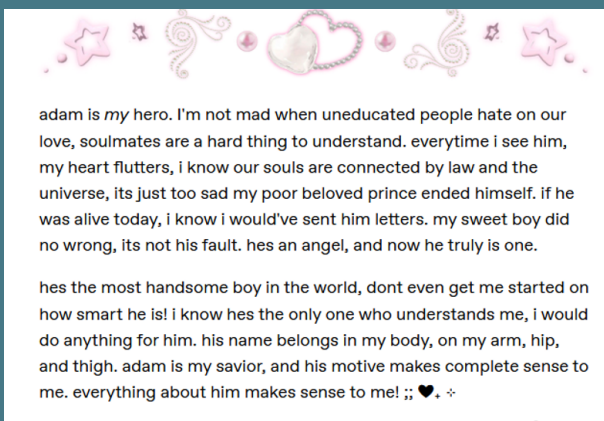 adam is my hero. I'm not mad when uneducated people hate on our
love, soulmates are a hard thing to understand. everytime i see him,
my heart flutters, i know our souls are connected by law and the
universe, its just too sad my poor beloved prince ended himself. if he
was alive today, i know i would've sent him letters. my sweet boy did
no wrong, its not his fault. hes an angel, and now he truly is one.
hes the most handsome boy in the world, dont even get me started on
how smart he is! i know hes the only one who understands me, i would
do anything for him. his name belongs in my body, on my arm, hip,
and thigh. adam is my savior, and his motive makes complete sense to
me. everything about him makes sense to me! ;; ♥︎₊ ⊹